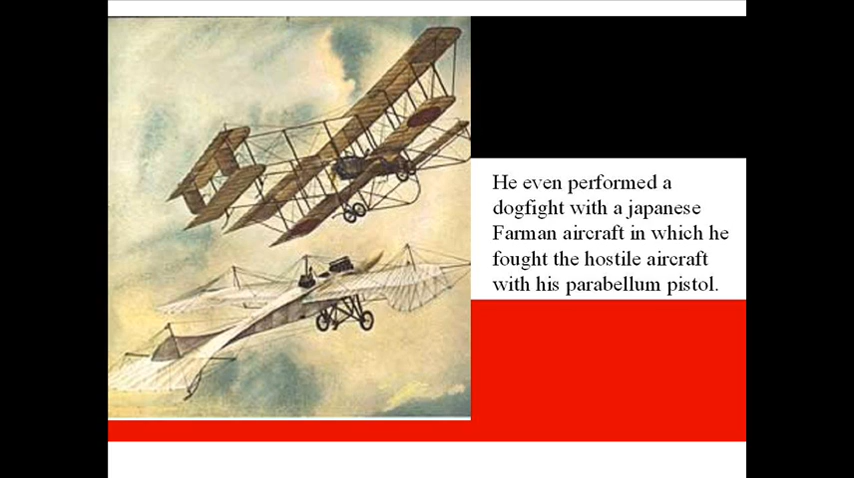 He even performed a
dogfight with a japanese
Farman aircraft in which he
fought the hostile aircraft
with his parabellum pistol.